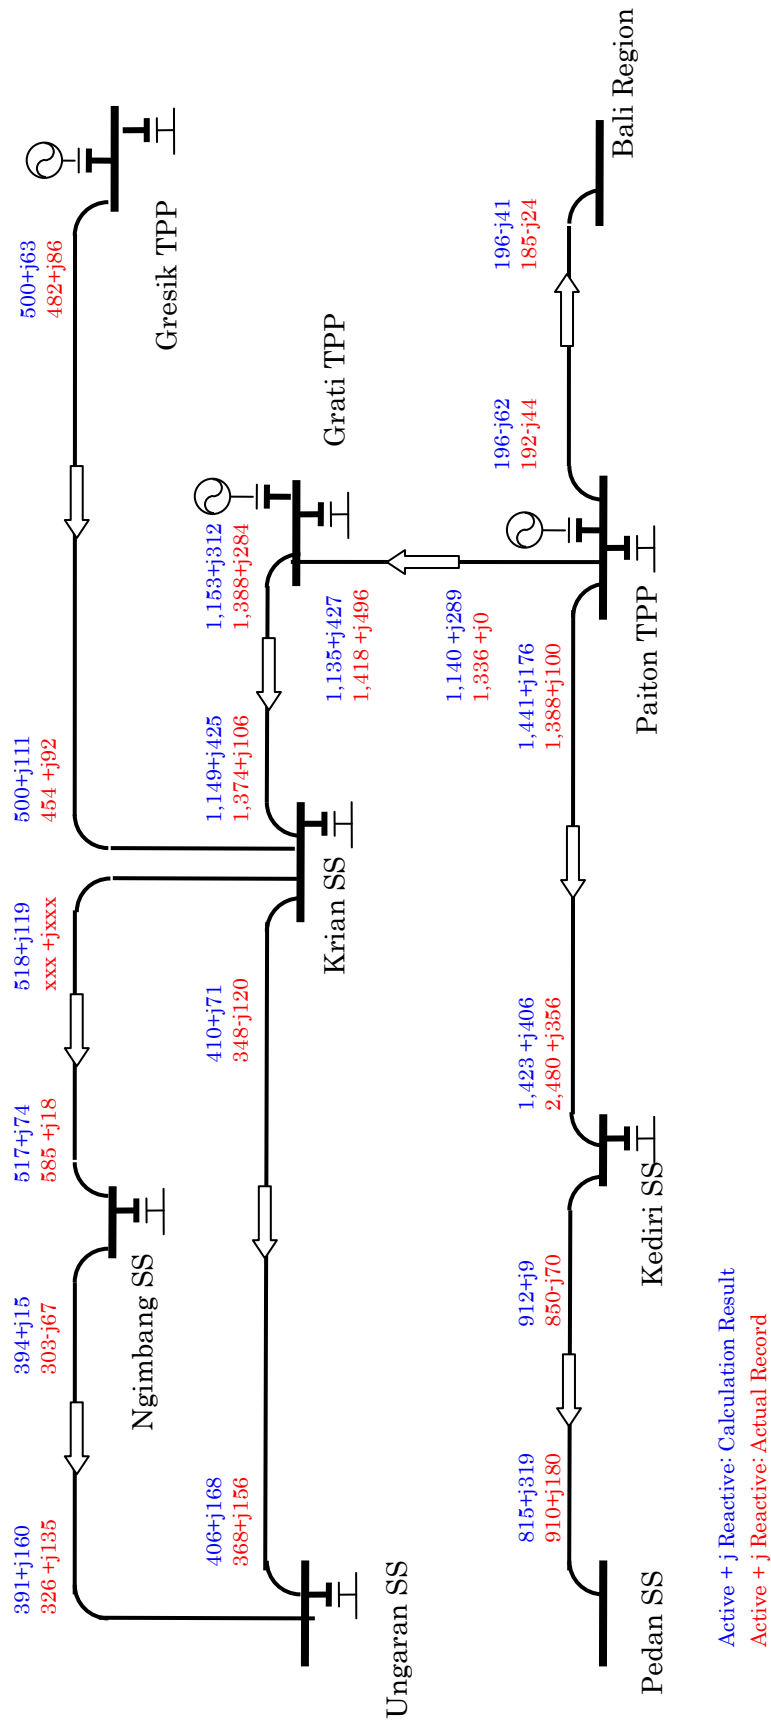 391+j160
326 +j135
394+j15
303-j67
517+j74
585 +j18
518+j119
xxx +jxxx
500+j111
454 +j92
500+j63
482+j86
Ngimbang SS
Gresik TPP
406+j168
368+j156
410+j71
348-j120
1,149+j425
1,374+j106
1,153+j312
1,388+j284
Ungaran SS
Krian SS
Grati TPP
1,135+j427
1,418 +j496
1,140 +j289
1,336 +j0
815+j319
910+j180
912+j9
850-j70
1,423 +j406
2,480 +j356
1,441+j176
1,388+j100
196-j62
192-j44
196-j41
185-j24
Pedan SS
Kediri SS
Paiton TPP
Bali Region
Active + j Reactive: Calculation Result
Active + j Reactive: Actual Record